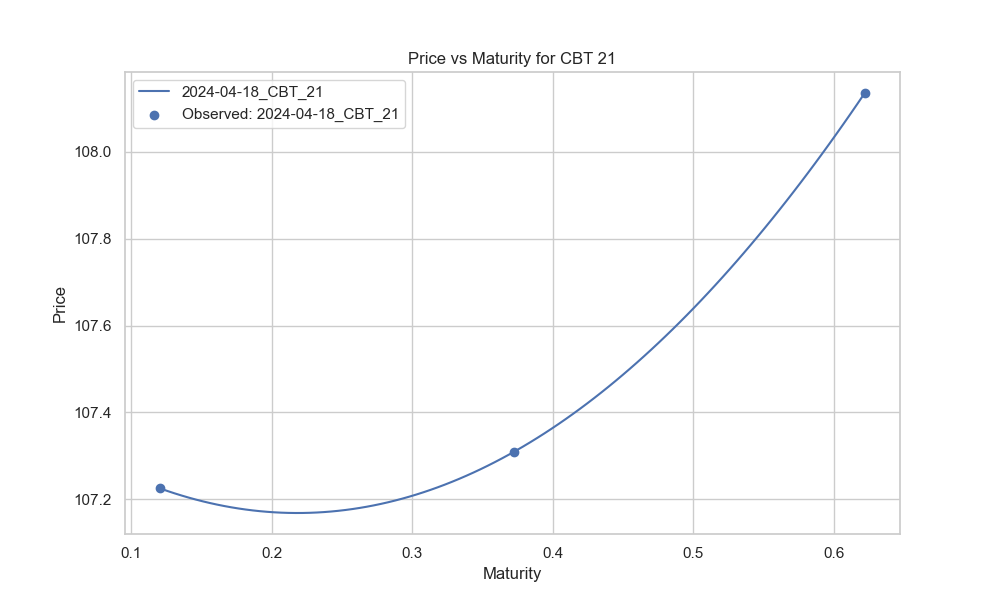 Price vs Maturity for CBT 21
2024-04-18_CBT_21
Observed: 2024-04-18_CBT_21
108.0
107.8
107.6
107.4
107.2
Price
0.1 0.2 0.3 0.4 0.5 0.6
Maturity